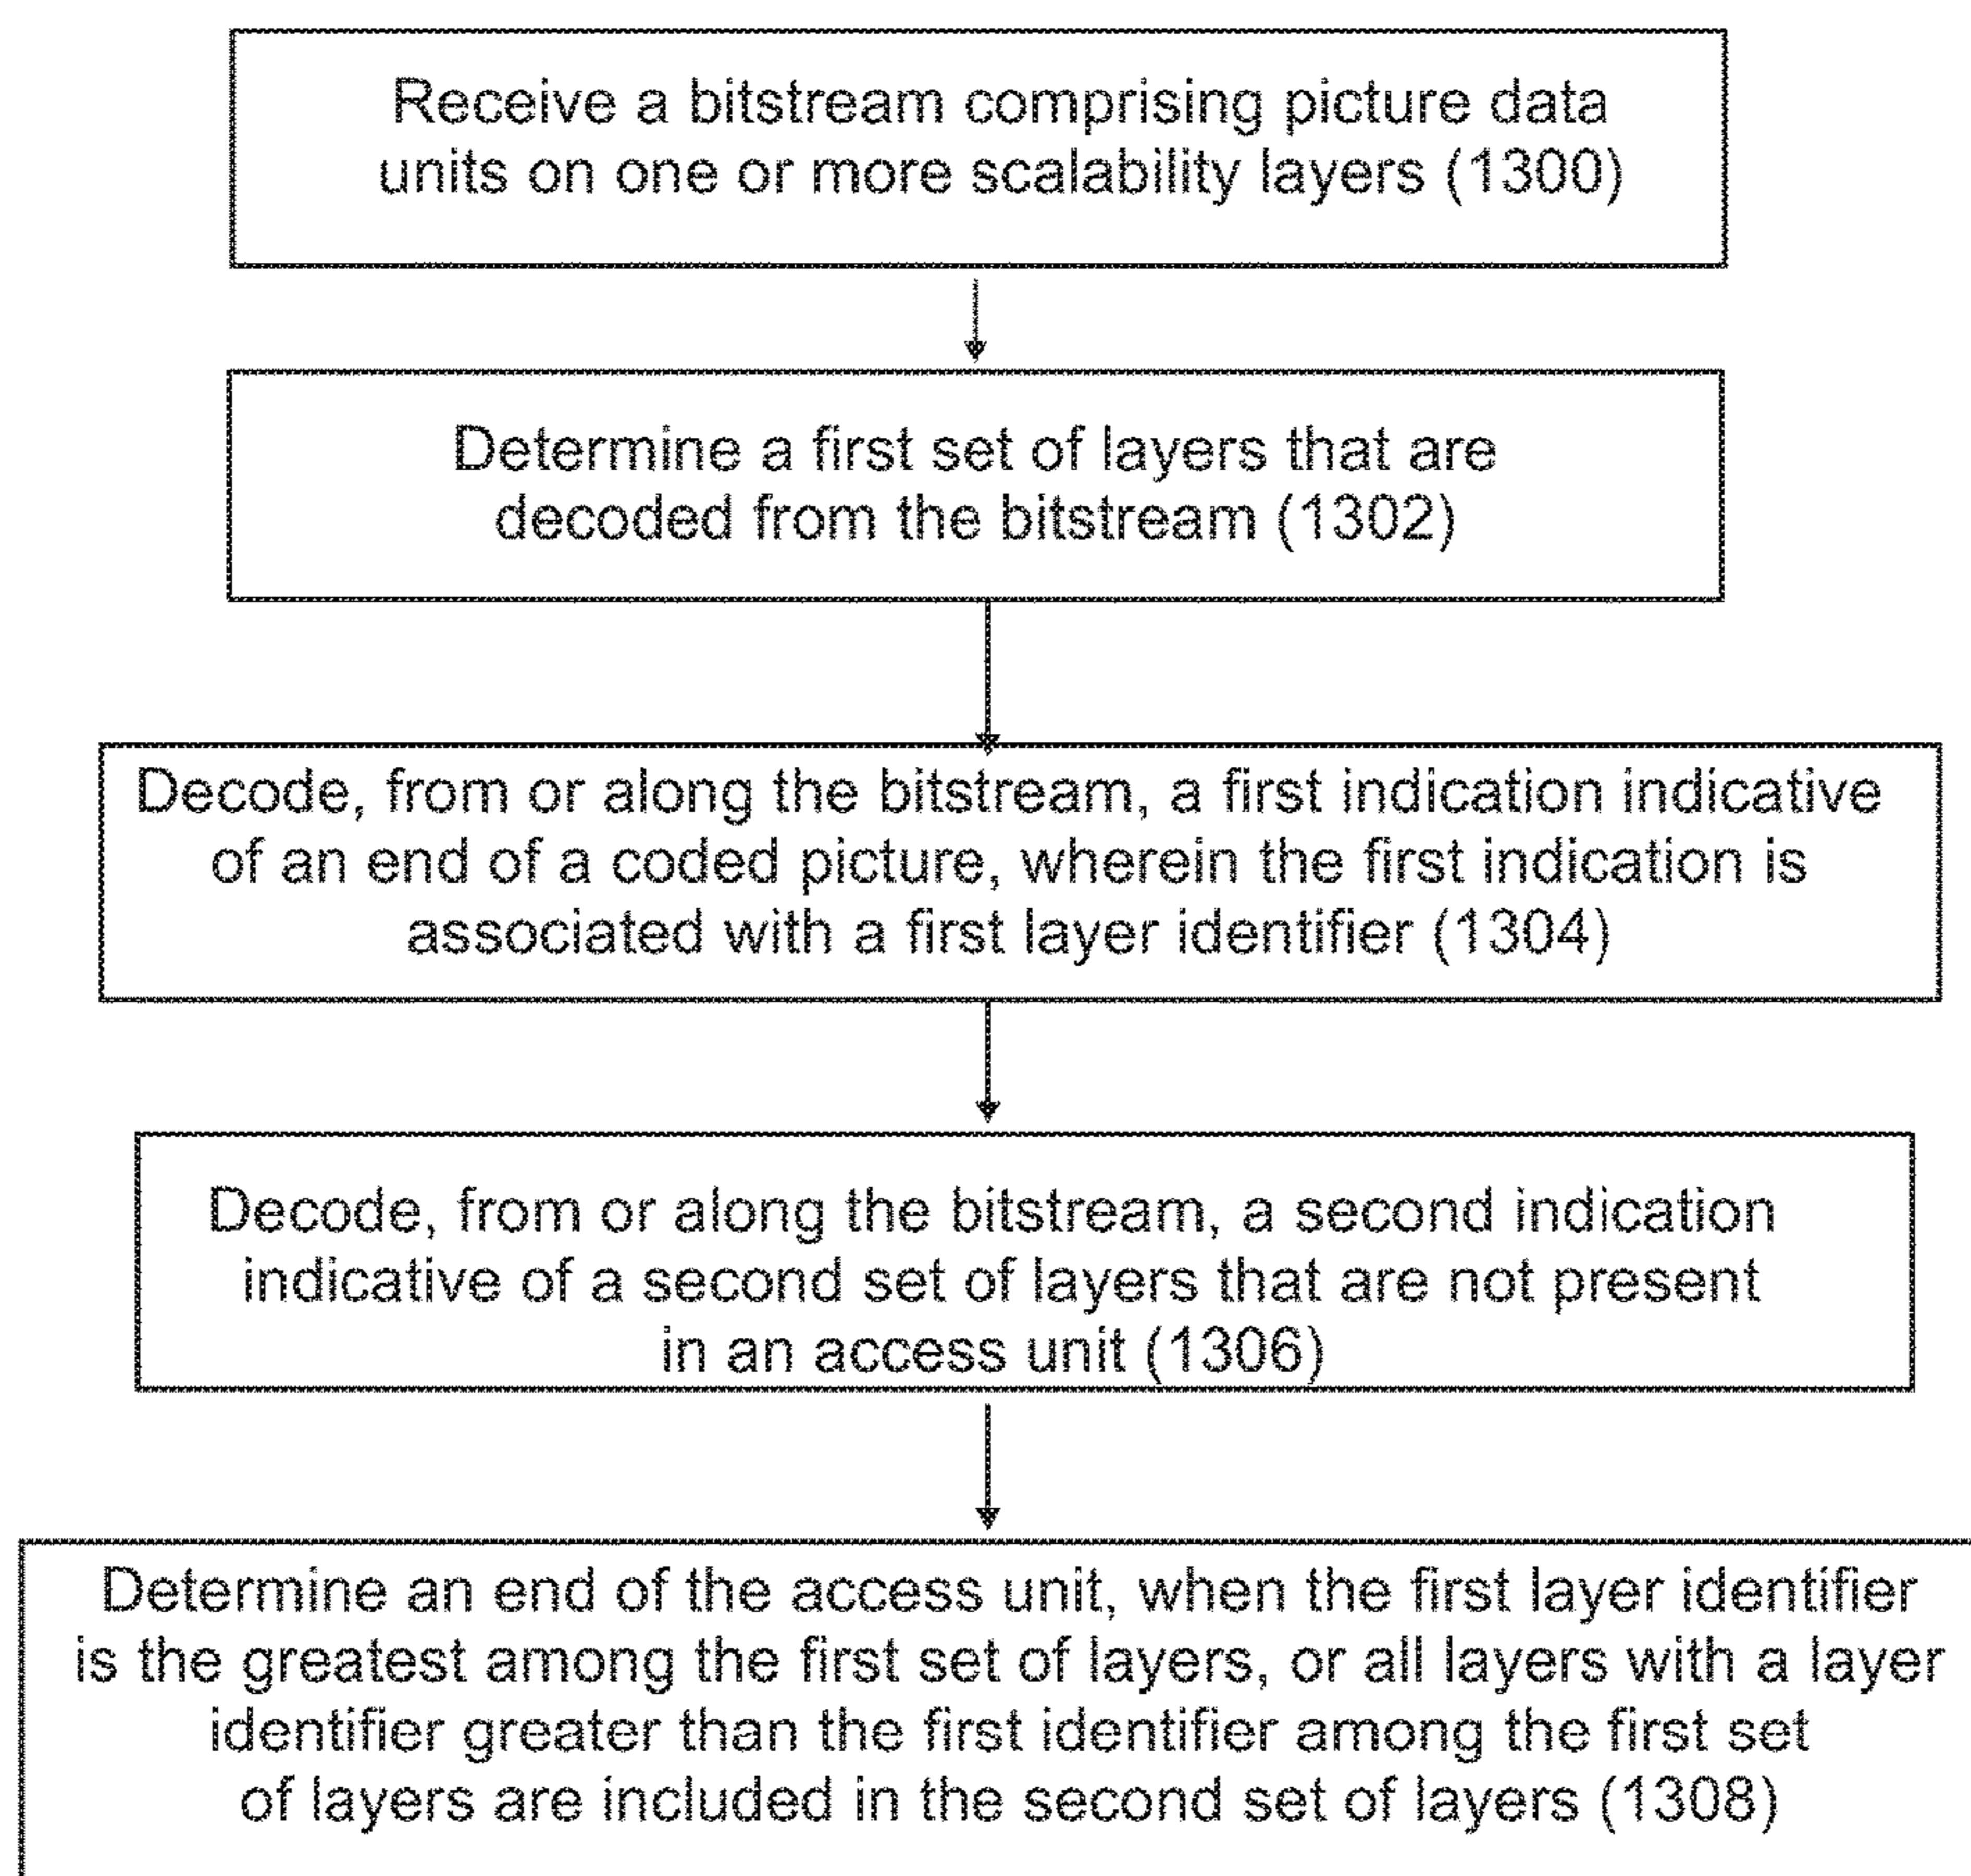 Receive a bitstream comprising picture data
units on one or more scalability layers (1300)
Determine a first set of layers that are
decoded from the bitstream (1302)
Decode, from or along the bitstream, a first indication indicative
of an end of a coded picture, wherein the first indication is
associated with a first layer identifier (1304)
Decode, from or along the bitstream, a second indication
indicative of a second set of layers that are not present
in an access unit (1306)
Determine an end of the access unit, when the first layer identifier
is the greatest among the first set of layers, or all layers with a layer
identifier greater than the first identifier among the first set
of layers are included in the second set of layers (1308)